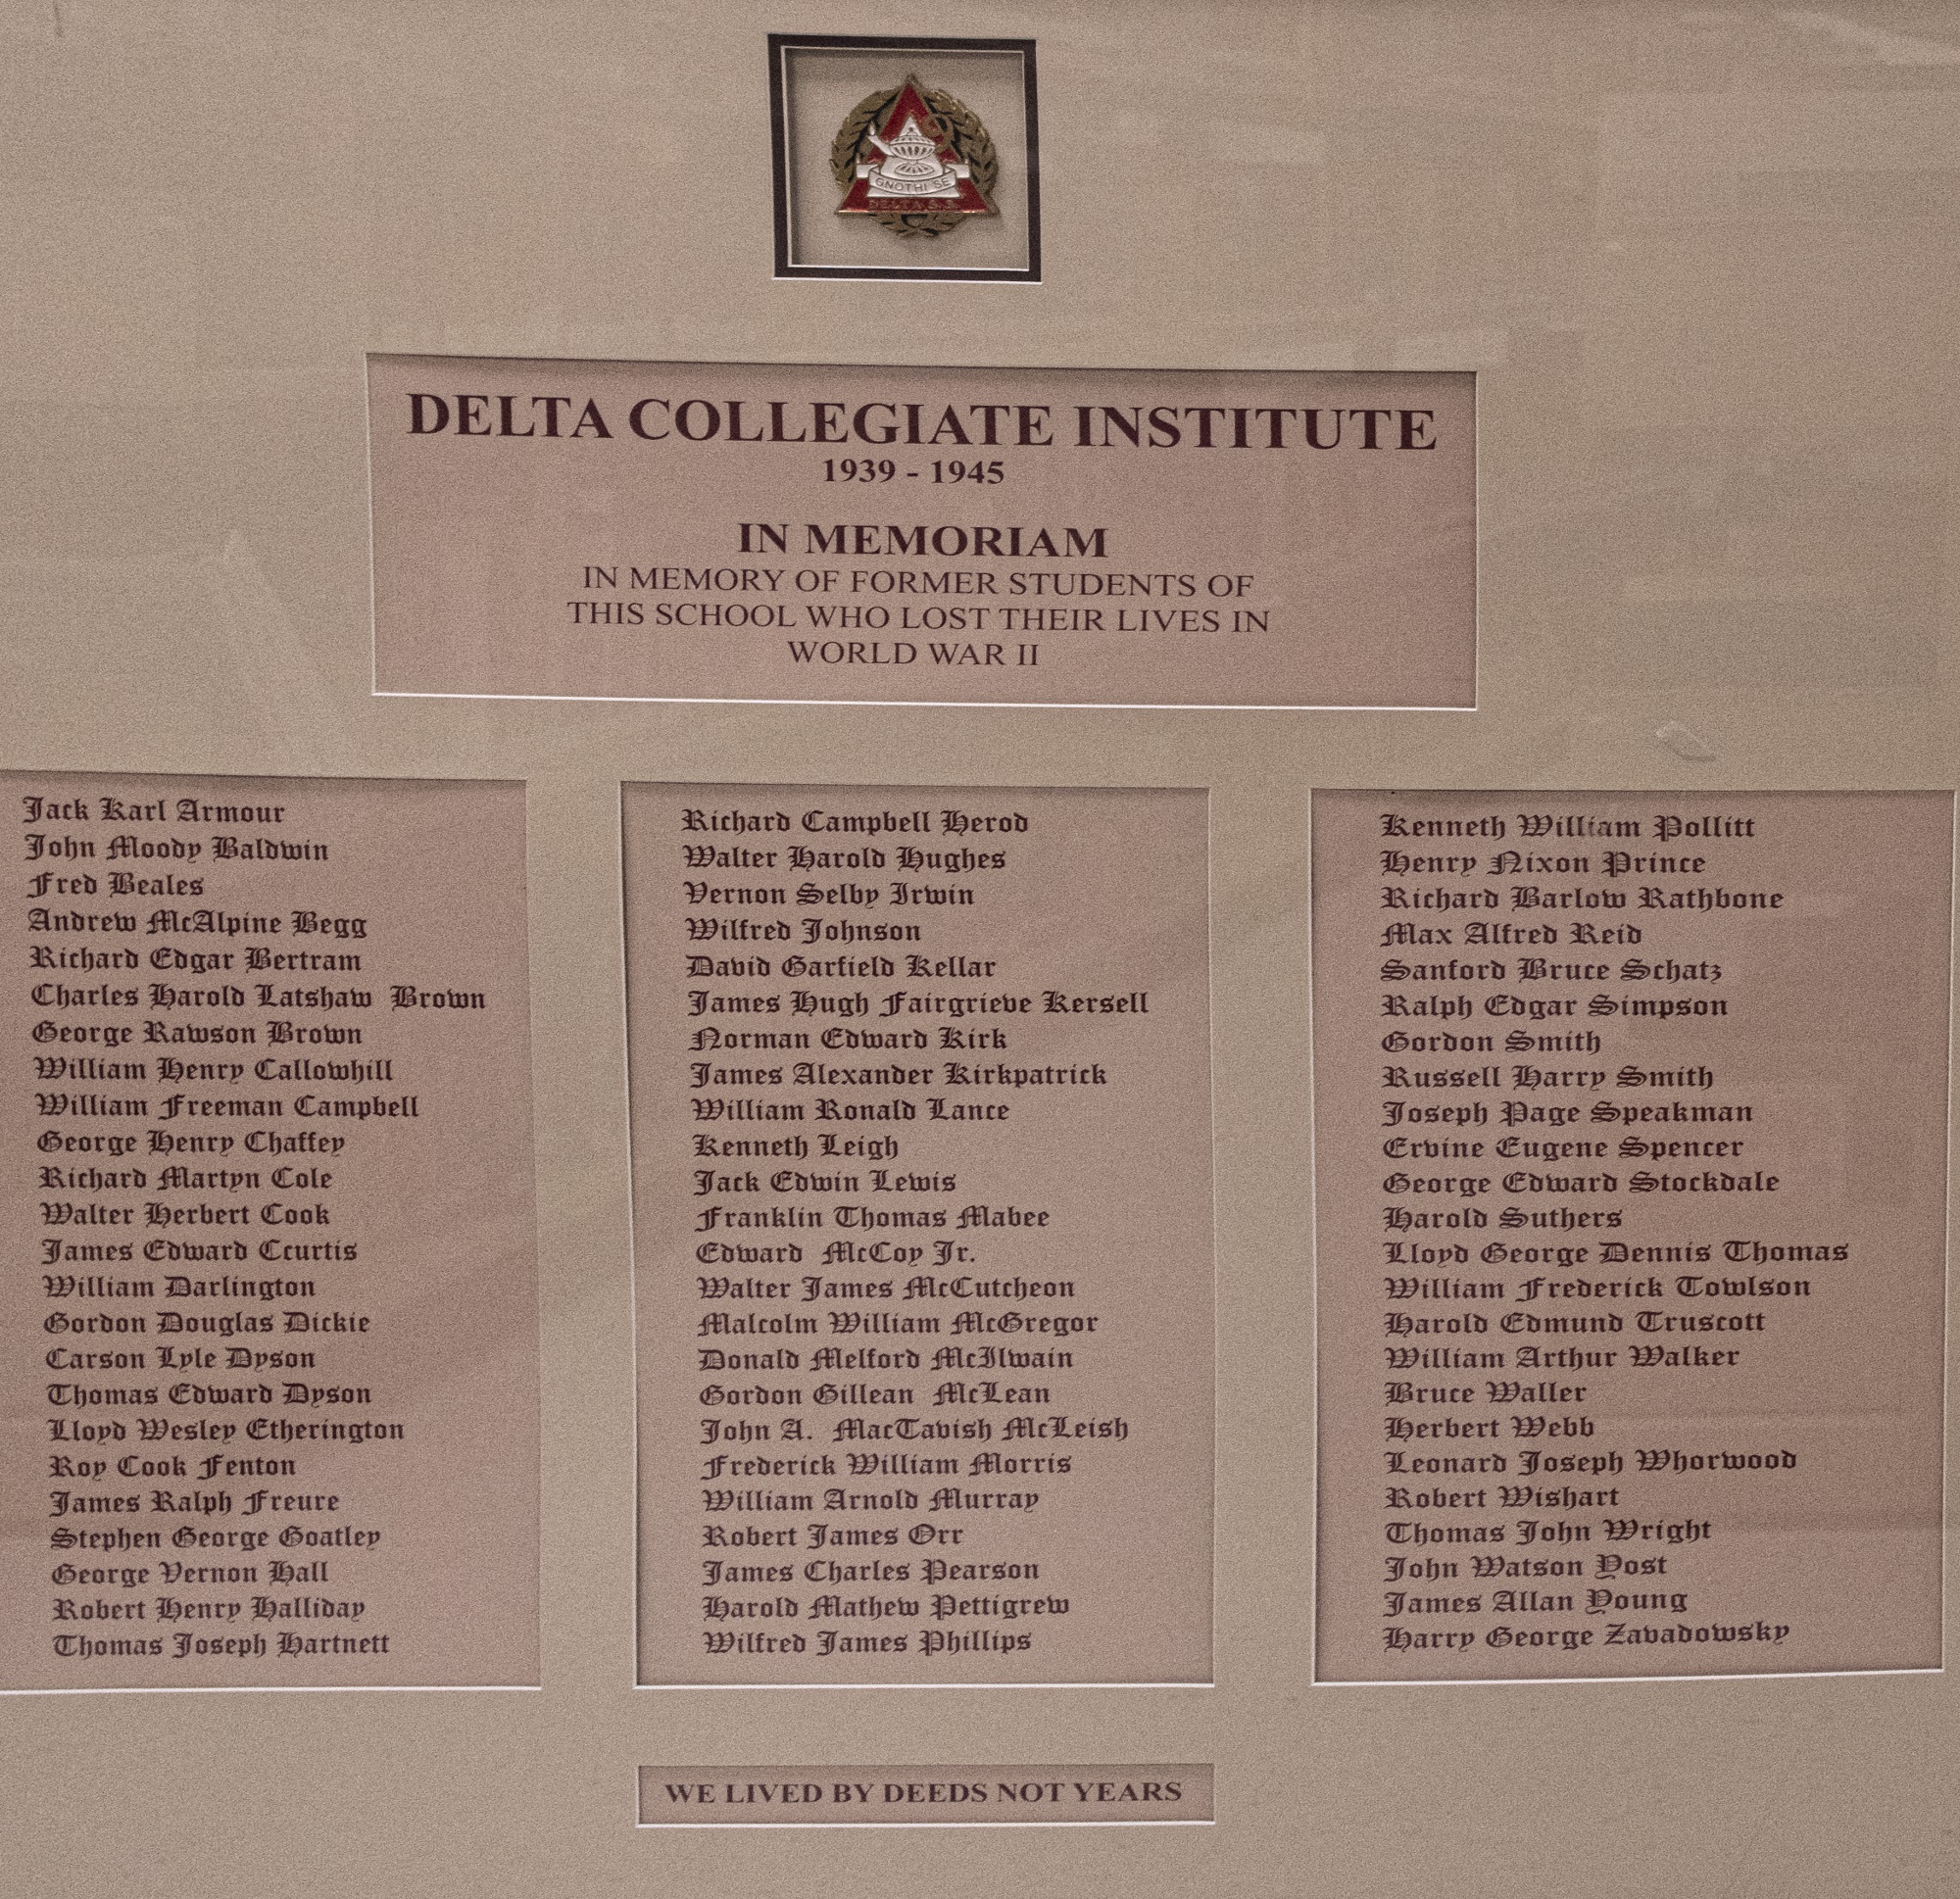 GNOTHI SE
DELTA S.S.
DELTA COLLEGIATE INSTITUTE
1939 - 1945
IN MEMORIAM
IN MEMORY OF FORMER STUDENTS OF
THIS SCHOOL WHO LOST THEIR LIVES IN
WORLD WAR II
Jack Karl Armour
John Moody Baldwin
Fred Beales
Andrew McAlpine Begg
Richard Edgar Bertram
Charles Harold Latshaw Brown
George Rawson Brown
William Henry Callowhill
William Freeman Campbell
George Henry Chaffey
Richard Martyn Cole
Walter Herbert Cook
James Edward Ccurtis
William Darlington
Gordon Douglas Dickie
Carson Lyle Dyson
Thomas Edward Dyson
Lloyd Wesley Etherington
Roy Cook Fenton
James Ralph Freure
Stephen George Goatley
George Vernon Hall
Robert Henry Halliday
Thomas Joseph Hartnett
Richard Campbell Herod
Walter Harold Hughes
Vernon Selby Irwin
Wilfred Johnson
David Garfield Kellar
James Hugh Fairgrieve Kersell
Norman Edward Kirk
James Alexander Kirkpatrick
William Ronald Lance
Kenneth Leigh
Jack Edwin Lewis
Franklin Thomas Mabee
Edward McCoy Jr.
Walter James McCutcheon
Malcolm William McGregor
Donald Melford McIlwain
Gordon Gillean McLean
John A. MacTavish McLeish
Frederick William Morris
William Arnold Murray
Robert James Orr
James Charles Pearson
Harold Mathew Pettigrew
Wilfred James Phillips
Kenneth William Pollitt
Henry Nixon Prince
Richard Barlow Rathbone
Max Alfred Reid
Sanford Bruce Schatz
Ralph Edgar Simpson
Gordon Smith
Russell Harry Smith
Joseph Page Speakman
Ervine Eugene Spencer
George Edward Stockdale
Harold Suthers
Lloyd George Dennis Thomas
William Frederick Towlson
Harold Edmund Truscott
William Arthur Walker
Bruce Waller
Herbert Webb
Leonard Joseph Whorwood
Robert Wishart
Thomas John Wright
John Watson Yost
James Allan Young
Harry George Zavadowsky
WE LIVED BY DEEDS NOT YEARS